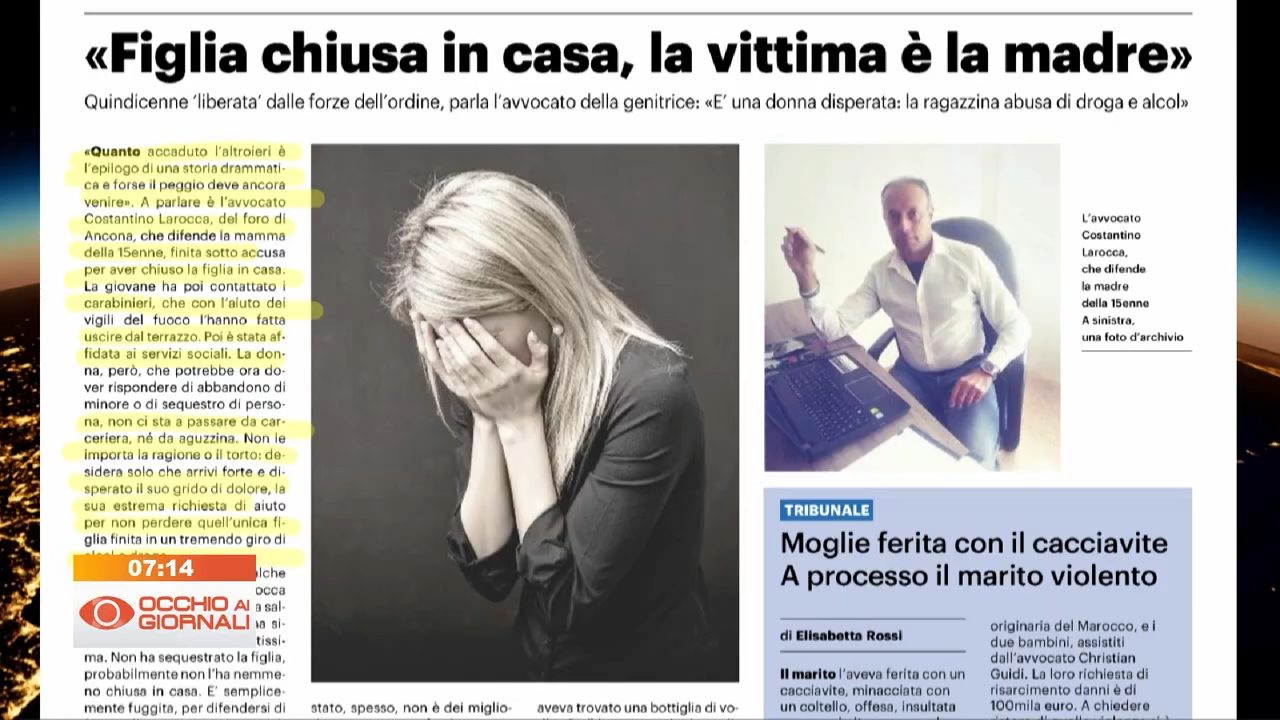 «Figlia chiusa in casa, la vittima è la madre»
Quindicenne 'liberata' dalle forze dell'ordine, parla l'avvocato della genitrice: «E' una donna disperata: la ragazzina abusa di droga e alcol»
«Quanto accaduto l'altroieri è
l'epilogo di una storia drammati-
ca e forse il peggio deve ancora
venire». A parlare è l'avvocato
Costantino Larocca, del foro di
Ancona, che difende la mamma
della 15enne, finita sotto accusa
per aver chiuso la figlia in casa.
La giovane ha poi contattato i
carabinieri, che con l'aiuto dei
vigili del fuoco l'hanno fatta
uscire dal terrazzo. Poi è stata af-
fidata ai servizi sociali. La don-
na, però, che potrebbe ora do-
ver rispondere di abbandono di
minore o di sequestro di perso-
na, non ci sta a passare da car-
ceriera, né da aguzzina. Non le
importa la ragione o il torto: de-
sidera solo che arrivi forte e di-
sperato il suo grido di dolore, la
sua estrema richiesta di aiuto
per non perdere quell'unica fi-
glia finita in un tremendo giro di
07:14
OCCHIO AI
GIORNALI
lche
occa
a sal-
na si-
tissi-
ma. Non ha sequestrato la figlia,
probabilmente non l'ha nemme-
no chiusa in casa. E' semplice-
mente fuggita, per difendersi di
stato, spesso, non è dei miglio-
aveva trovato una bottiglia di vo-
L'avvocato
Costantino
Larocca,
che difende
la madre
della 15enne
A sinistra,
una foto d'archivio
TRIBUNALE
Moglie ferita con il cacciavite
A processo il marito violento
di Elisabetta Rossi
Il marito l'aveva ferita con un
cacciavite, minacciata con
un coltello, offesa, insultata
originaria del Marocco, e i
due bambini, assistiti
dall'avvocato Christian
Guidi. La loro richiesta di
risarcimento danni è di
100mila euro. A chiedere